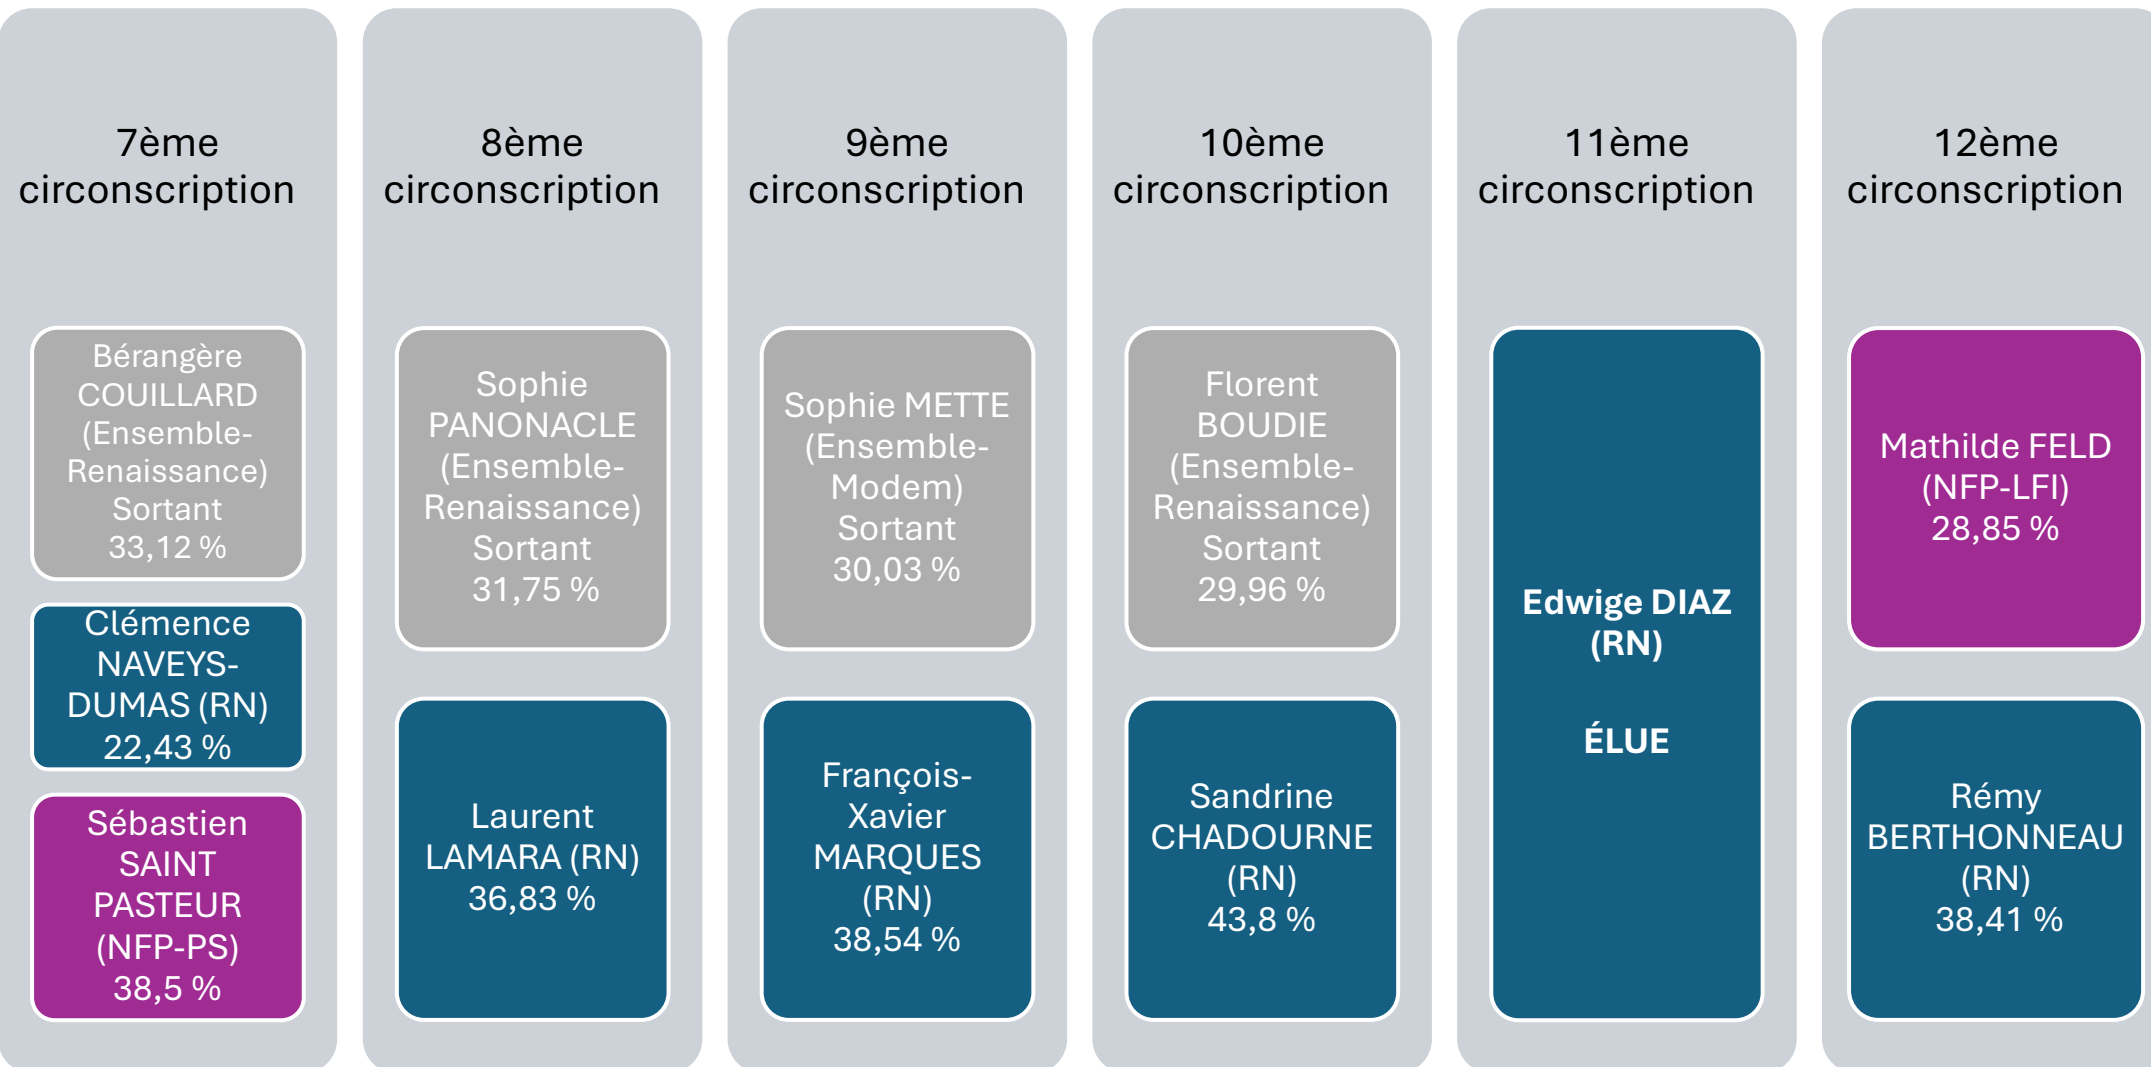 7ème
circonscription
Bérangère
COUILLARD
(Ensemble-
Renaissance)
Sortant
33,12 %
Clémence
NAVEYS-
DUMAS (RN)
22,43 %
Sébastien
SAINT
PASTEUR
(NFP-PS)
38,5 %
8ème
circonscription
Sophie
PANONACLE
(Ensemble-
Renaissance)
Sortant
31,75 %
Laurent
LAMARA (RN)
36,83 %
9ème
circonscription
Sophie METTE
(Ensemble-
Modem)
Sortant
30,03 %
François-
Xavier
MARQUES
(RN)
38,54 %
10ème
circonscription
Florent
BOUDIE
(Ensemble-
Renaissance)
Sortant
29,96 %
Sandrine
CHADOURNE
(RN)
43,8 %
11ème
circonscription
Edwige DIAZ
(RN)
ÉLUE
12ème
circonscription
Mathilde FELD
(NFP-LFI)
28,85 %
Rémy
BERTHONNEAU
(RN)
38,41 %